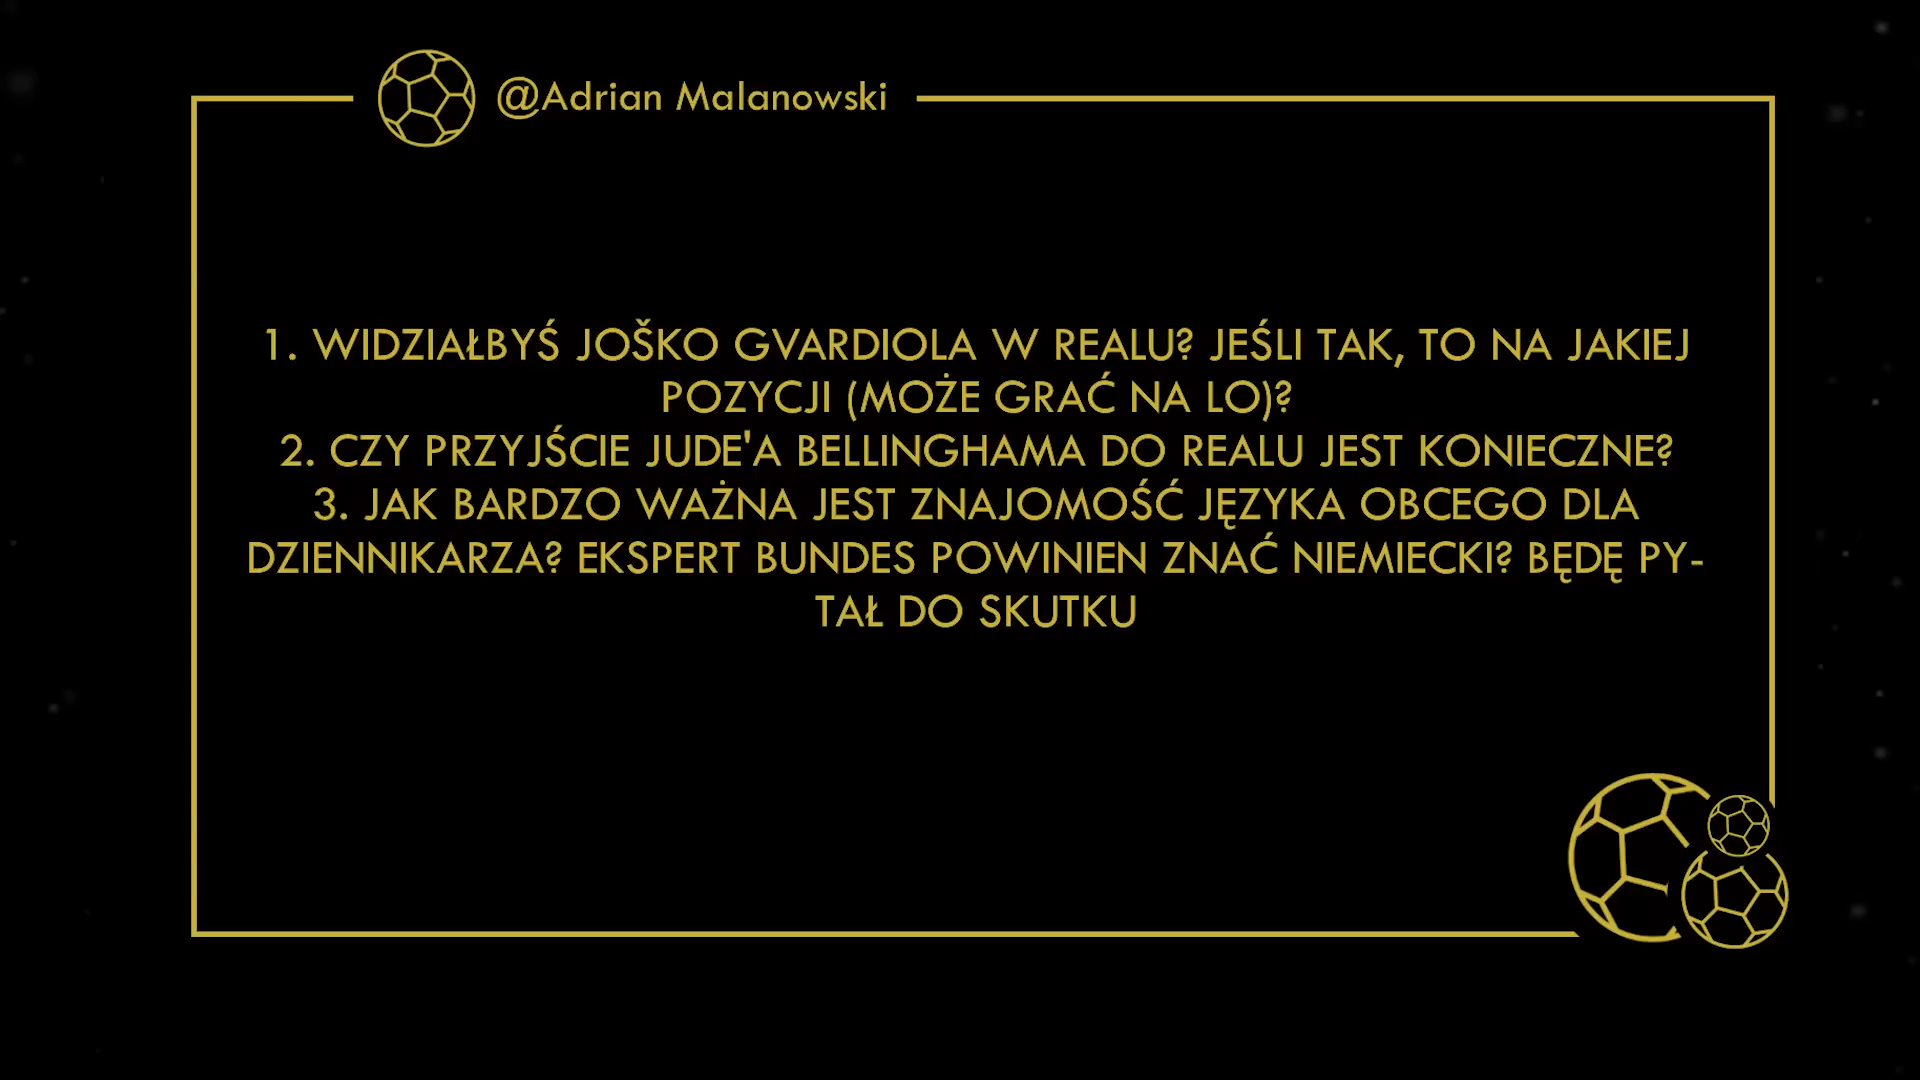 @Adrian Malanowski
1. WIDZIAŁBYŚ JOŠKO GVARDIOLA W REALU? JEŚLI TAK, TO NA JAKIEJ
POZYCJI (MOŻE GRAĆ NA LO)?
2. CZY PRZYJŚCIE JUDE'A BELLINGHAMA DO REALU JEST KONIECZNE?
3. JAK BARDZO WAŻNA JEST ZNAJOMOŚĆ JĘZYKA OBCEGO DLA
DZIENNIKARZA? EKSPERT BUNDES POWINIEN ZNAĆ NIEMIECKI? BĘDĘ PY-
TAŁ DO SKUTKU